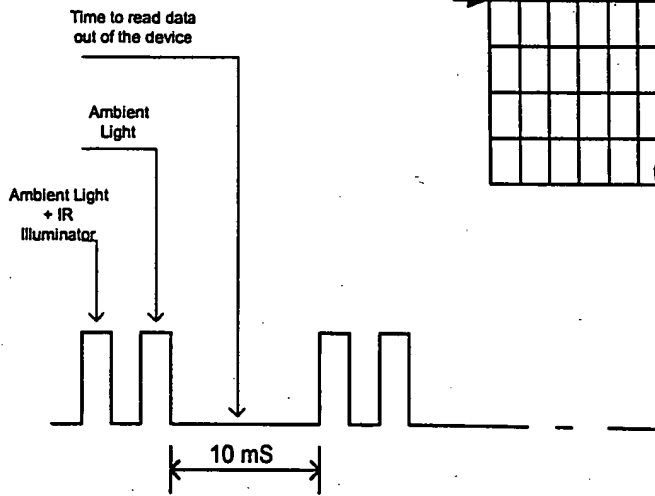 Time to read data
out of the device
Ambient
Light
Ambient Light
+ IR
Illuminator
10 mS